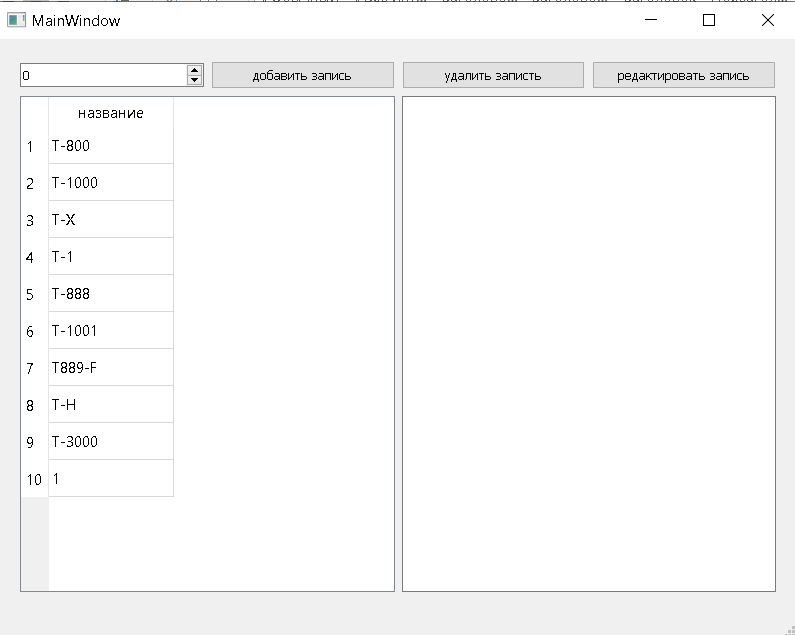 MainWindow
0 добавить запись удалить записть редактировать запись
название
1 T-800
2 T-1000
3 T-X
4 T-1
5 T-888
6 T-1001
7 T889-F
8 T-H
9 T-3000
10 1